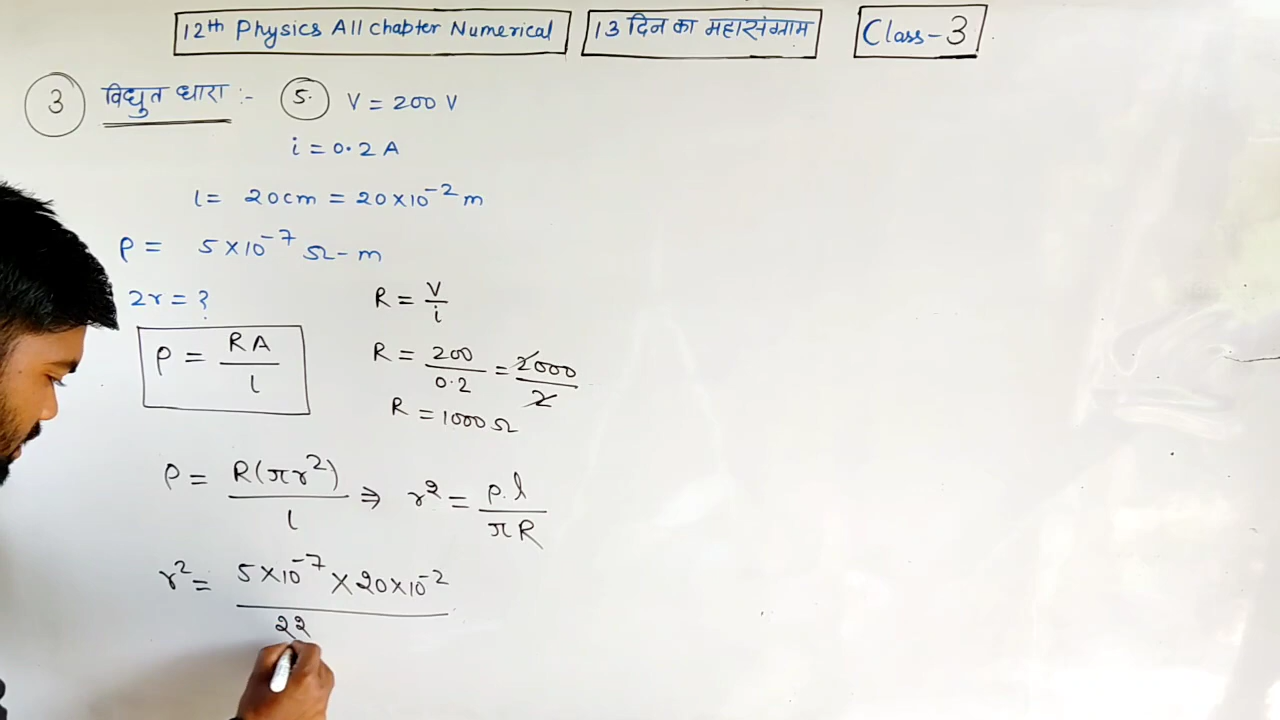 12th Physics All chapter Numerical
13 दिन का महासंग्राम
Class-3
3 विद्युत धारा :-
5. V = 200 V
i = 0.2 A
l = 20cm = 20×10⁻² m
ρ = 5×10⁻⁷ Ω-m
2r = ?
ρ = RA/l
R = V/i
R = 200/0.2 = 2000/2
R = 1000 Ω
ρ = R(πr²)/l ⇒ r² = ρ.l/πR
r² = 5×10⁻⁷ × 20×10⁻²
22